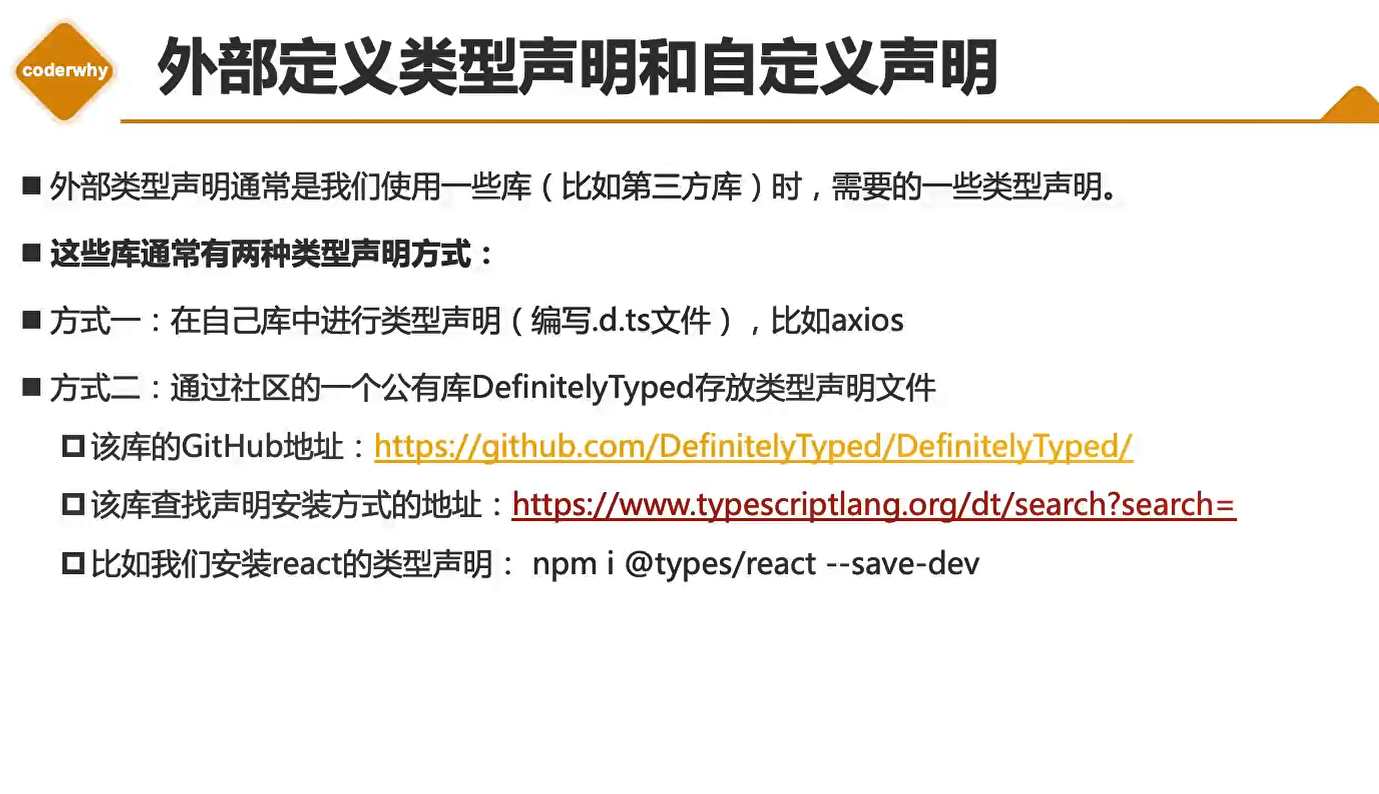 coderwhy
外部定义类型声明和自定义声明
外部类型声明通常是我们使用一些库（比如第三方库）时，需要的一些类型声明。
这些库通常有两种类型声明方式：
方式一：在自己库中进行类型声明（编写.d.ts文件），比如axios
方式二：通过社区的一个公有库DefinitelyTyped存放类型声明文件
该库的GitHub地址：https://github.com/DefinitelyTyped/DefinitelyTyped/
该库查找声明安装方式的地址：https://www.typescriptlang.org/dt/search?search=
比如我们安装react的类型声明： npm i @types/react --save-dev